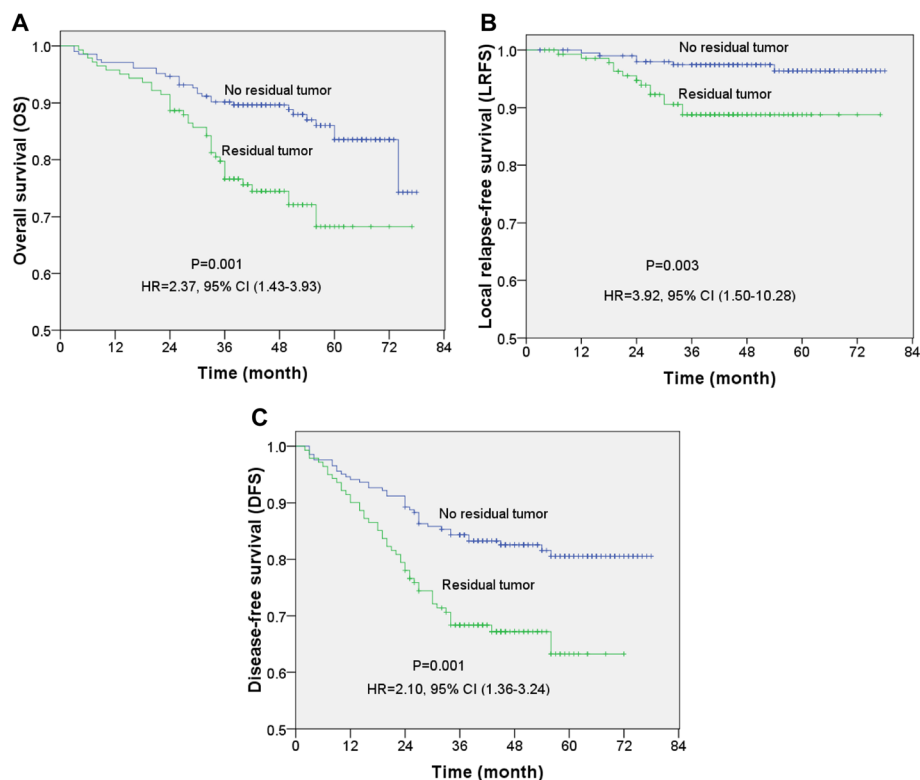 A
Overall survival (OS)
1.0
0.9
0.8
0.7
0.6
0.5
No residual tumor
Residual tumor
P=0.001
HR=2.37, 95% CI (1.43-3.93)
0 12 24 36 48 60 72 84
Time (month)
B
Local relapse-free survival (LRFS)
1.0
0.9
0.8
0.7
0.6
0.5
No residual tumor
Residual tumor
P=0.003
HR=3.92, 95% CI (1.50-10.28)
0 12 24 36 48 60 72 84
Time (month)
C
Disease-free survival (DFS)
1.0
0.9
0.8
0.7
0.6
0.5
No residual tumor
Residual tumor
P=0.001
HR=2.10, 95% CI (1.36-3.24)
0 12 24 36 48 60 72 84
Time (month)